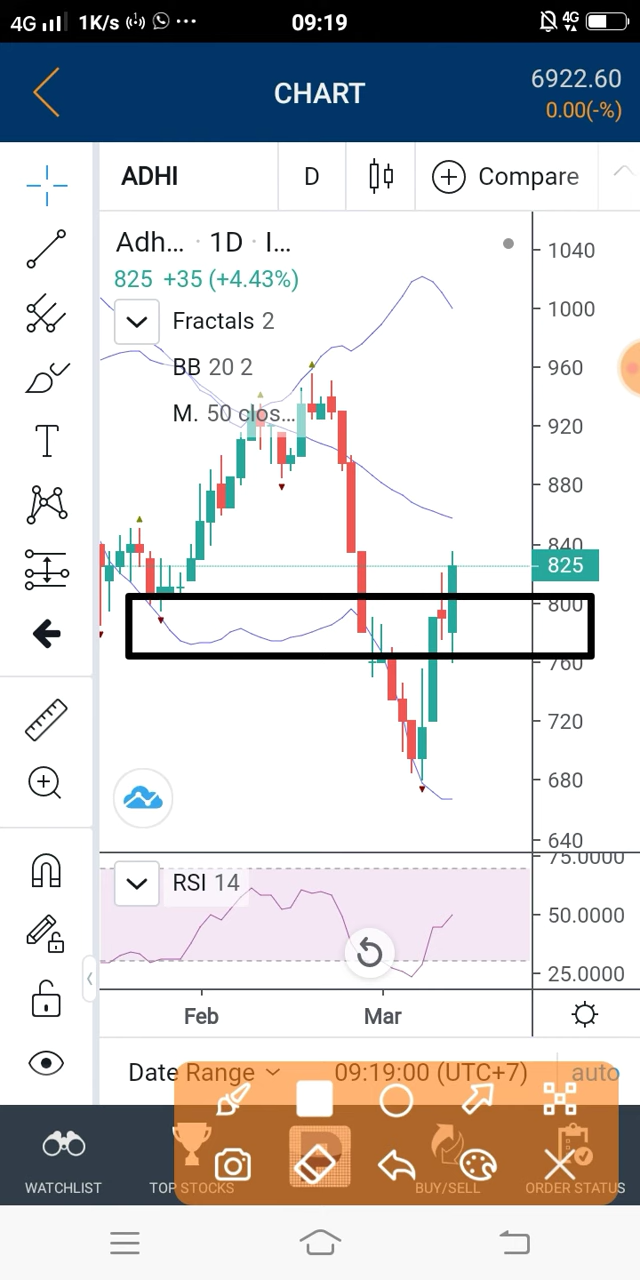 4G 1K/s ... 09:19 4G
CHART
6922.60
0.00(-%)
ADHI D Compare
Adh... · 1D · I...
825 +35 (+4.43%)
Fractals 2
BB 20 2
M. 50 clos...
1040
1000
960
920
880
840
825
800
760
720
680
640
75.0000
RSI 14
50.0000
25.0000
Feb Mar
Date Range 09:19:00 (UTC+7) auto
WATCHLIST TOP STOCKS BUY/SELL ORDER STATUS